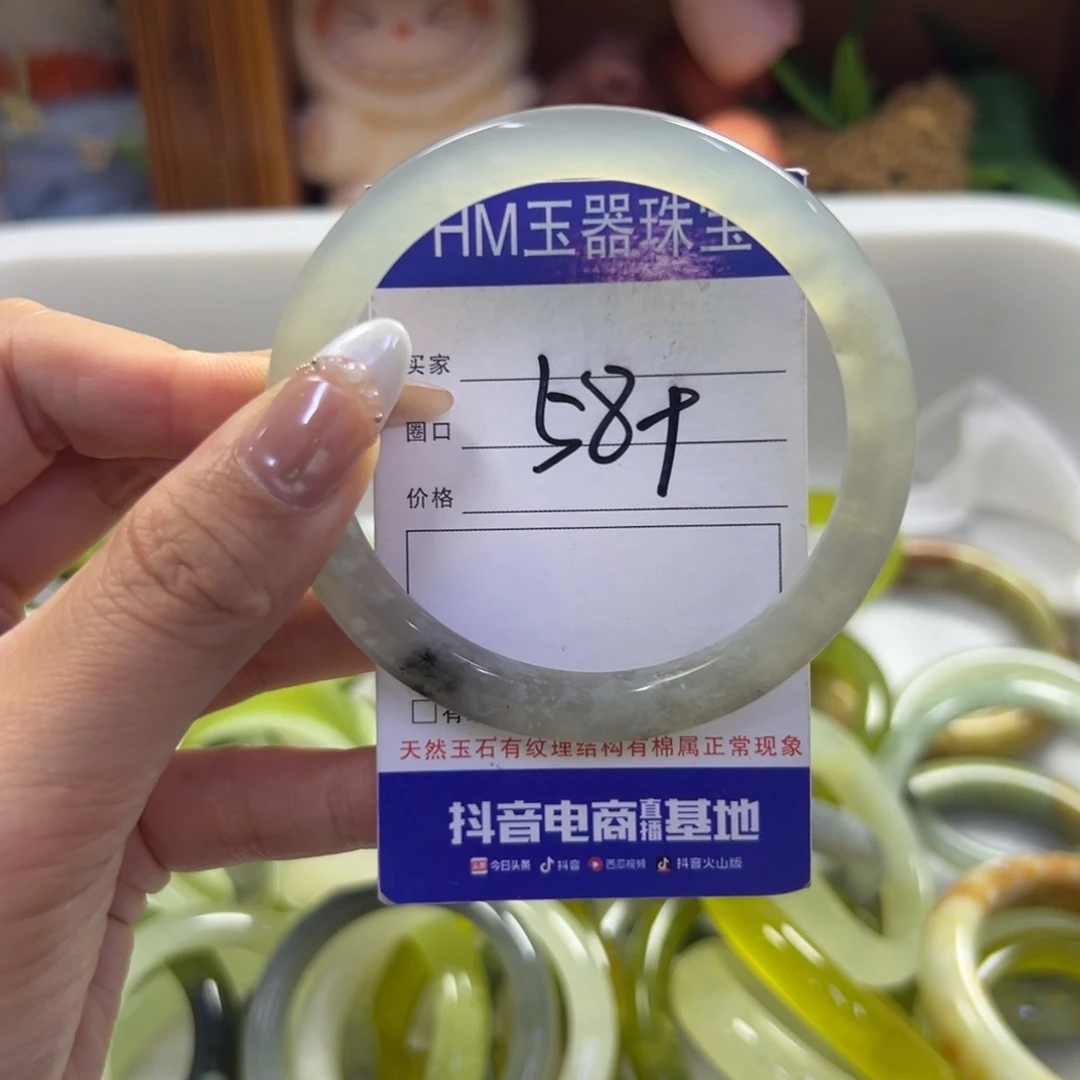 HM玉器珠宝
买家
圈口 58+
价格
天然玉石有纹理结构有棉属正常现象
抖音电商直播基地
今日头条 抖音 西瓜视频 抖音火山版